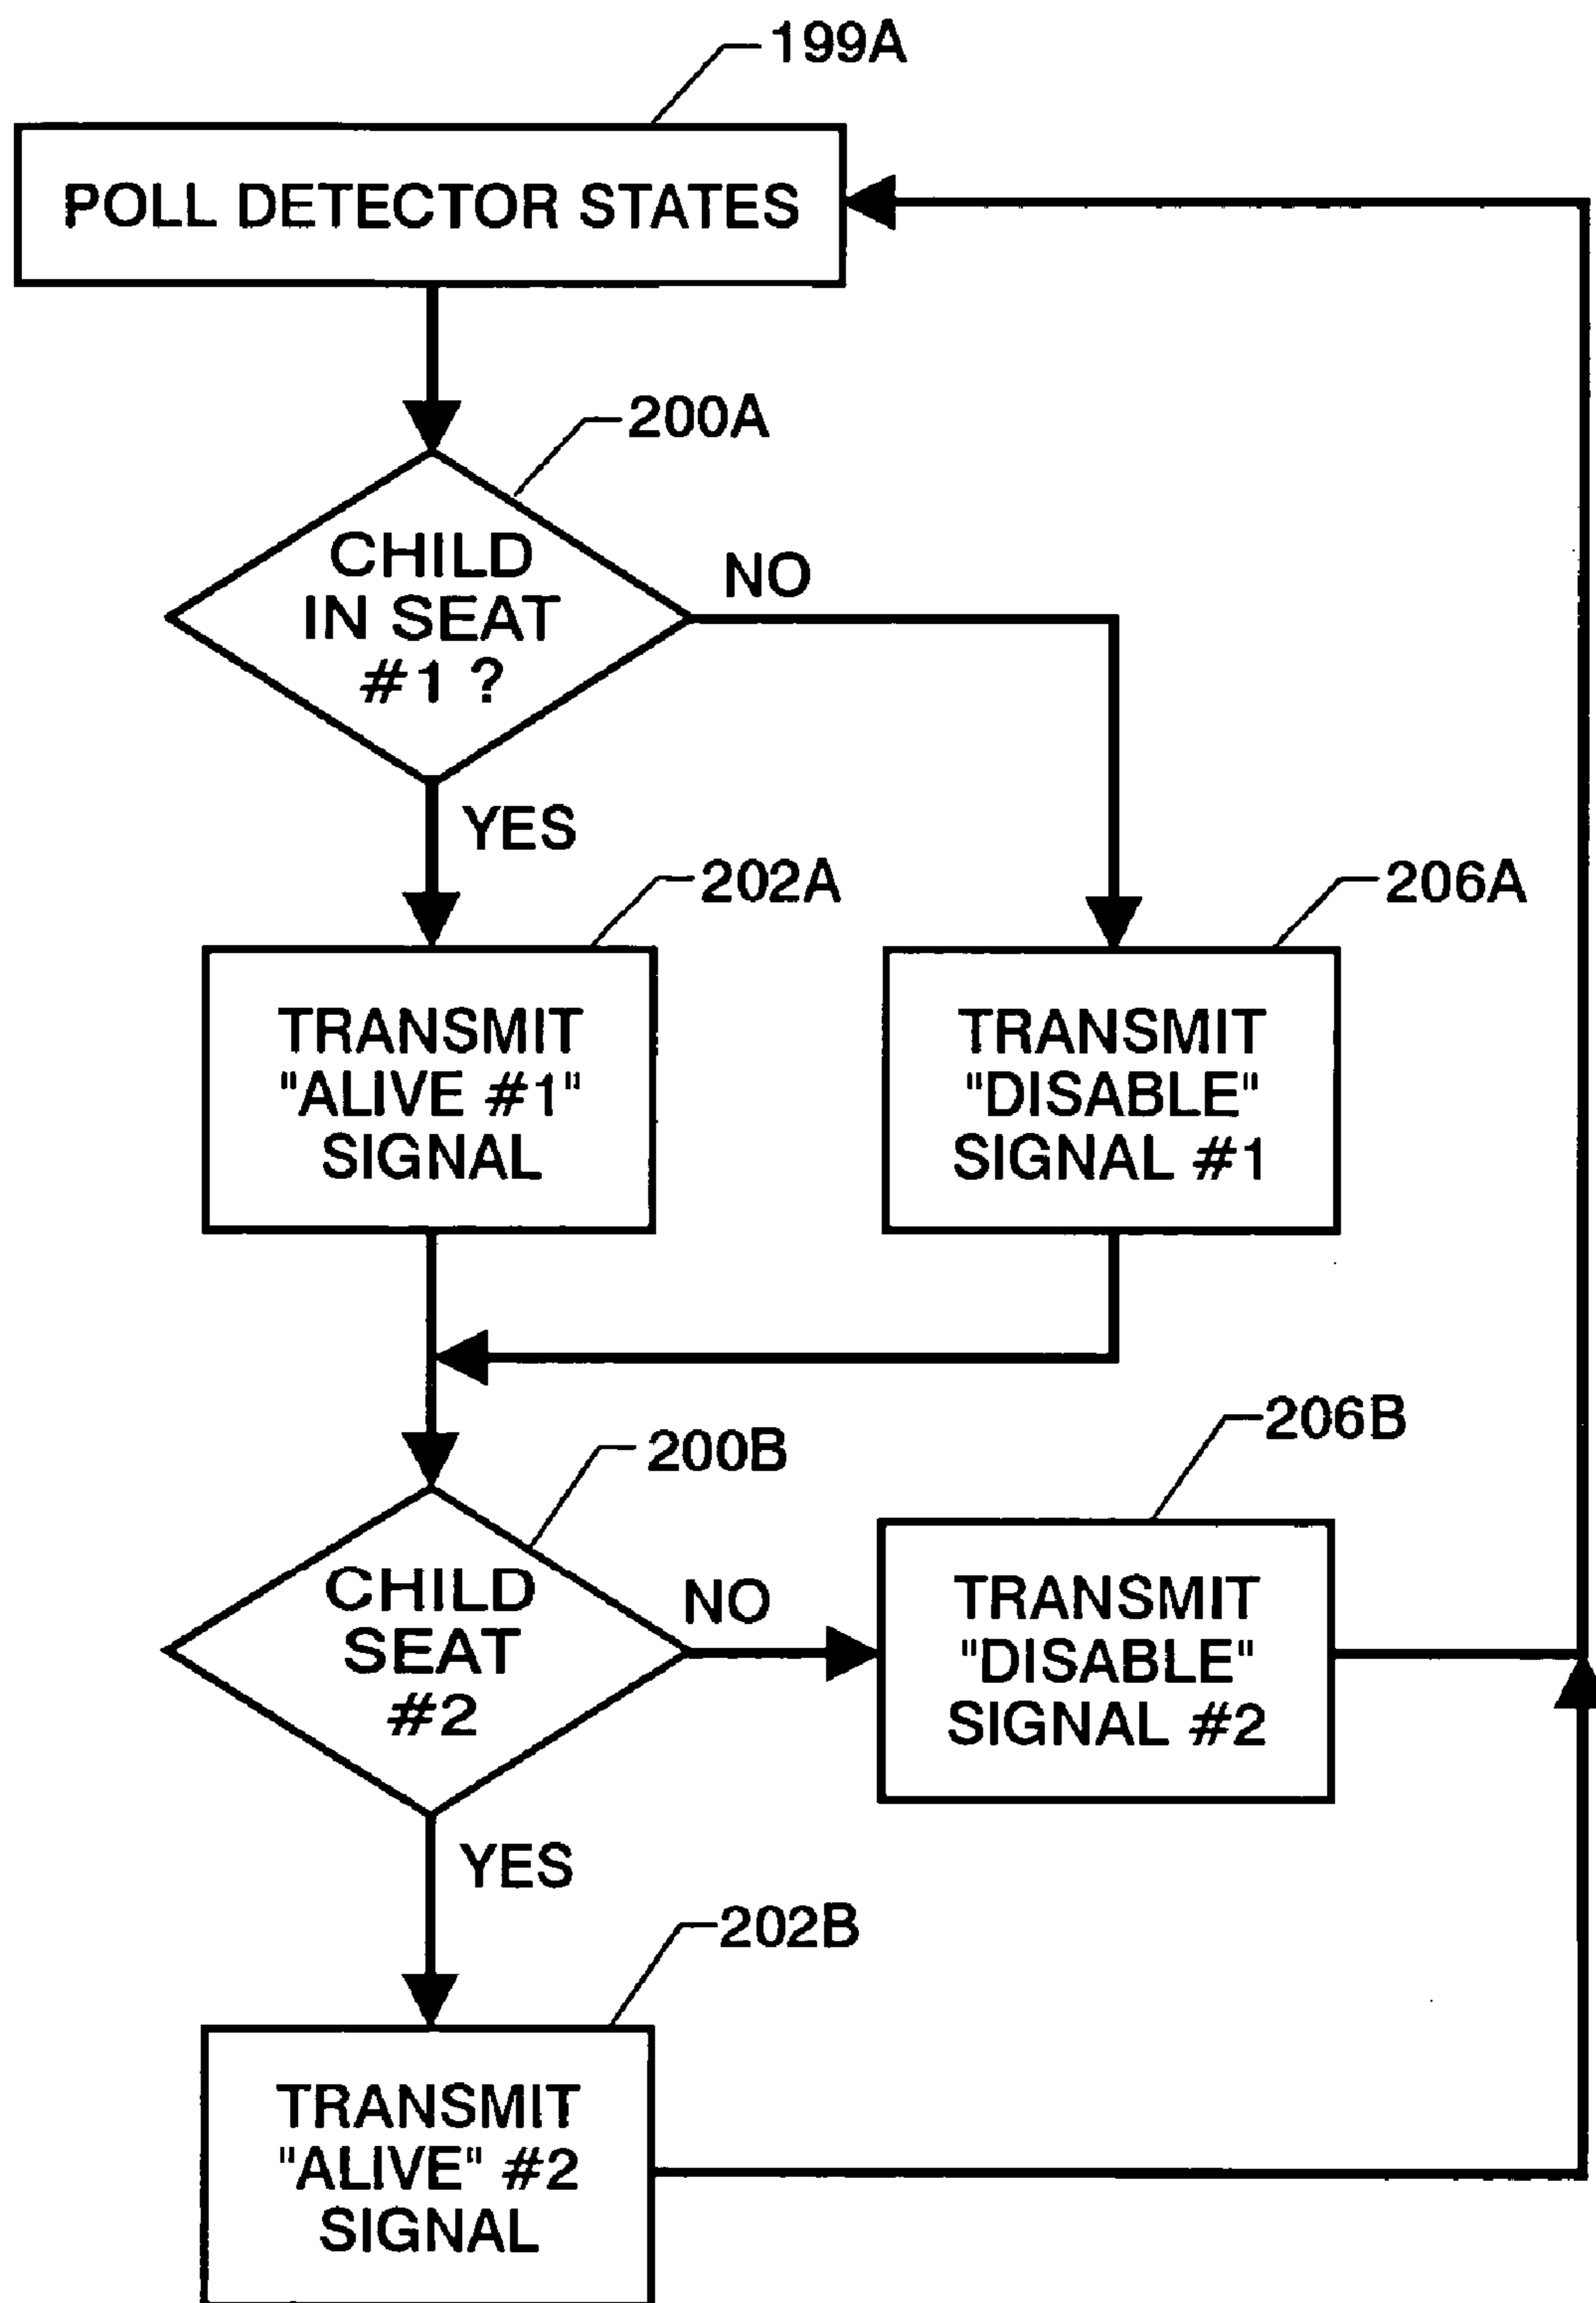 199A
POLL DETECTOR STATES
200A
CHILD
IN SEAT
#1 ?
NO
YES
202A
206A
TRANSMIT
"ALIVE #1"
SIGNAL
TRANSMIT
"DISABLE"
SIGNAL #1
200B
206B
CHILD
SEAT
#2
NO
TRANSMIT
"DISABLE"
SIGNAL #2
YES
202B
TRANSMIT
"ALIVE" #2
SIGNAL